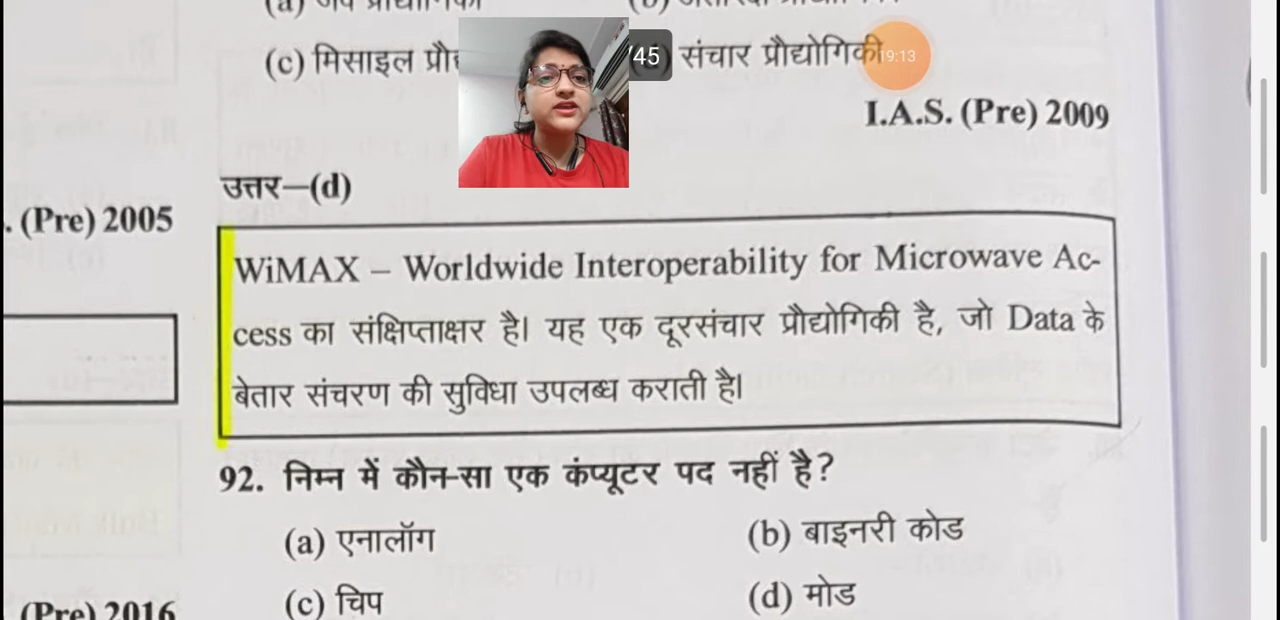 (c) मिसाइल
/45
संचार प्रौद्योगिकी
19:13
I.A.S. (Pre) 2009
उत्तर—(d)
. (Pre) 2005
WiMAX – Worldwide Interoperability for Microwave Ac-
cess का संक्षिप्ताक्षर है। यह एक दूरसंचार प्रौद्योगिकी है, जो Data के
बेतार संचरण की सुविधा उपलब्ध कराती है।
92. निम्न में कौन-सा एक कंप्यूटर पद नहीं है?
(a) एनालॉग
(b) बाइनरी कोड
(c) चिप
(d) मोड
(Pre) 2016